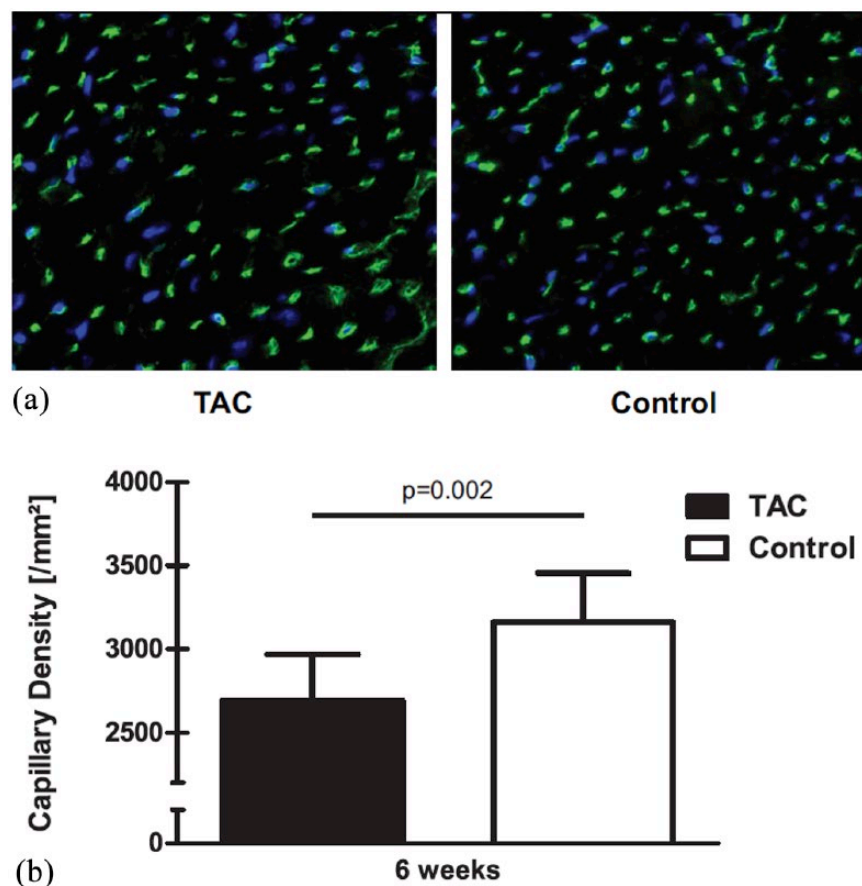 (a)
TAC
Control
Capillary Density [/mm²]
4000
3500
3000
2500
0
p=0.002
TAC
Control
(b)
6 weeks